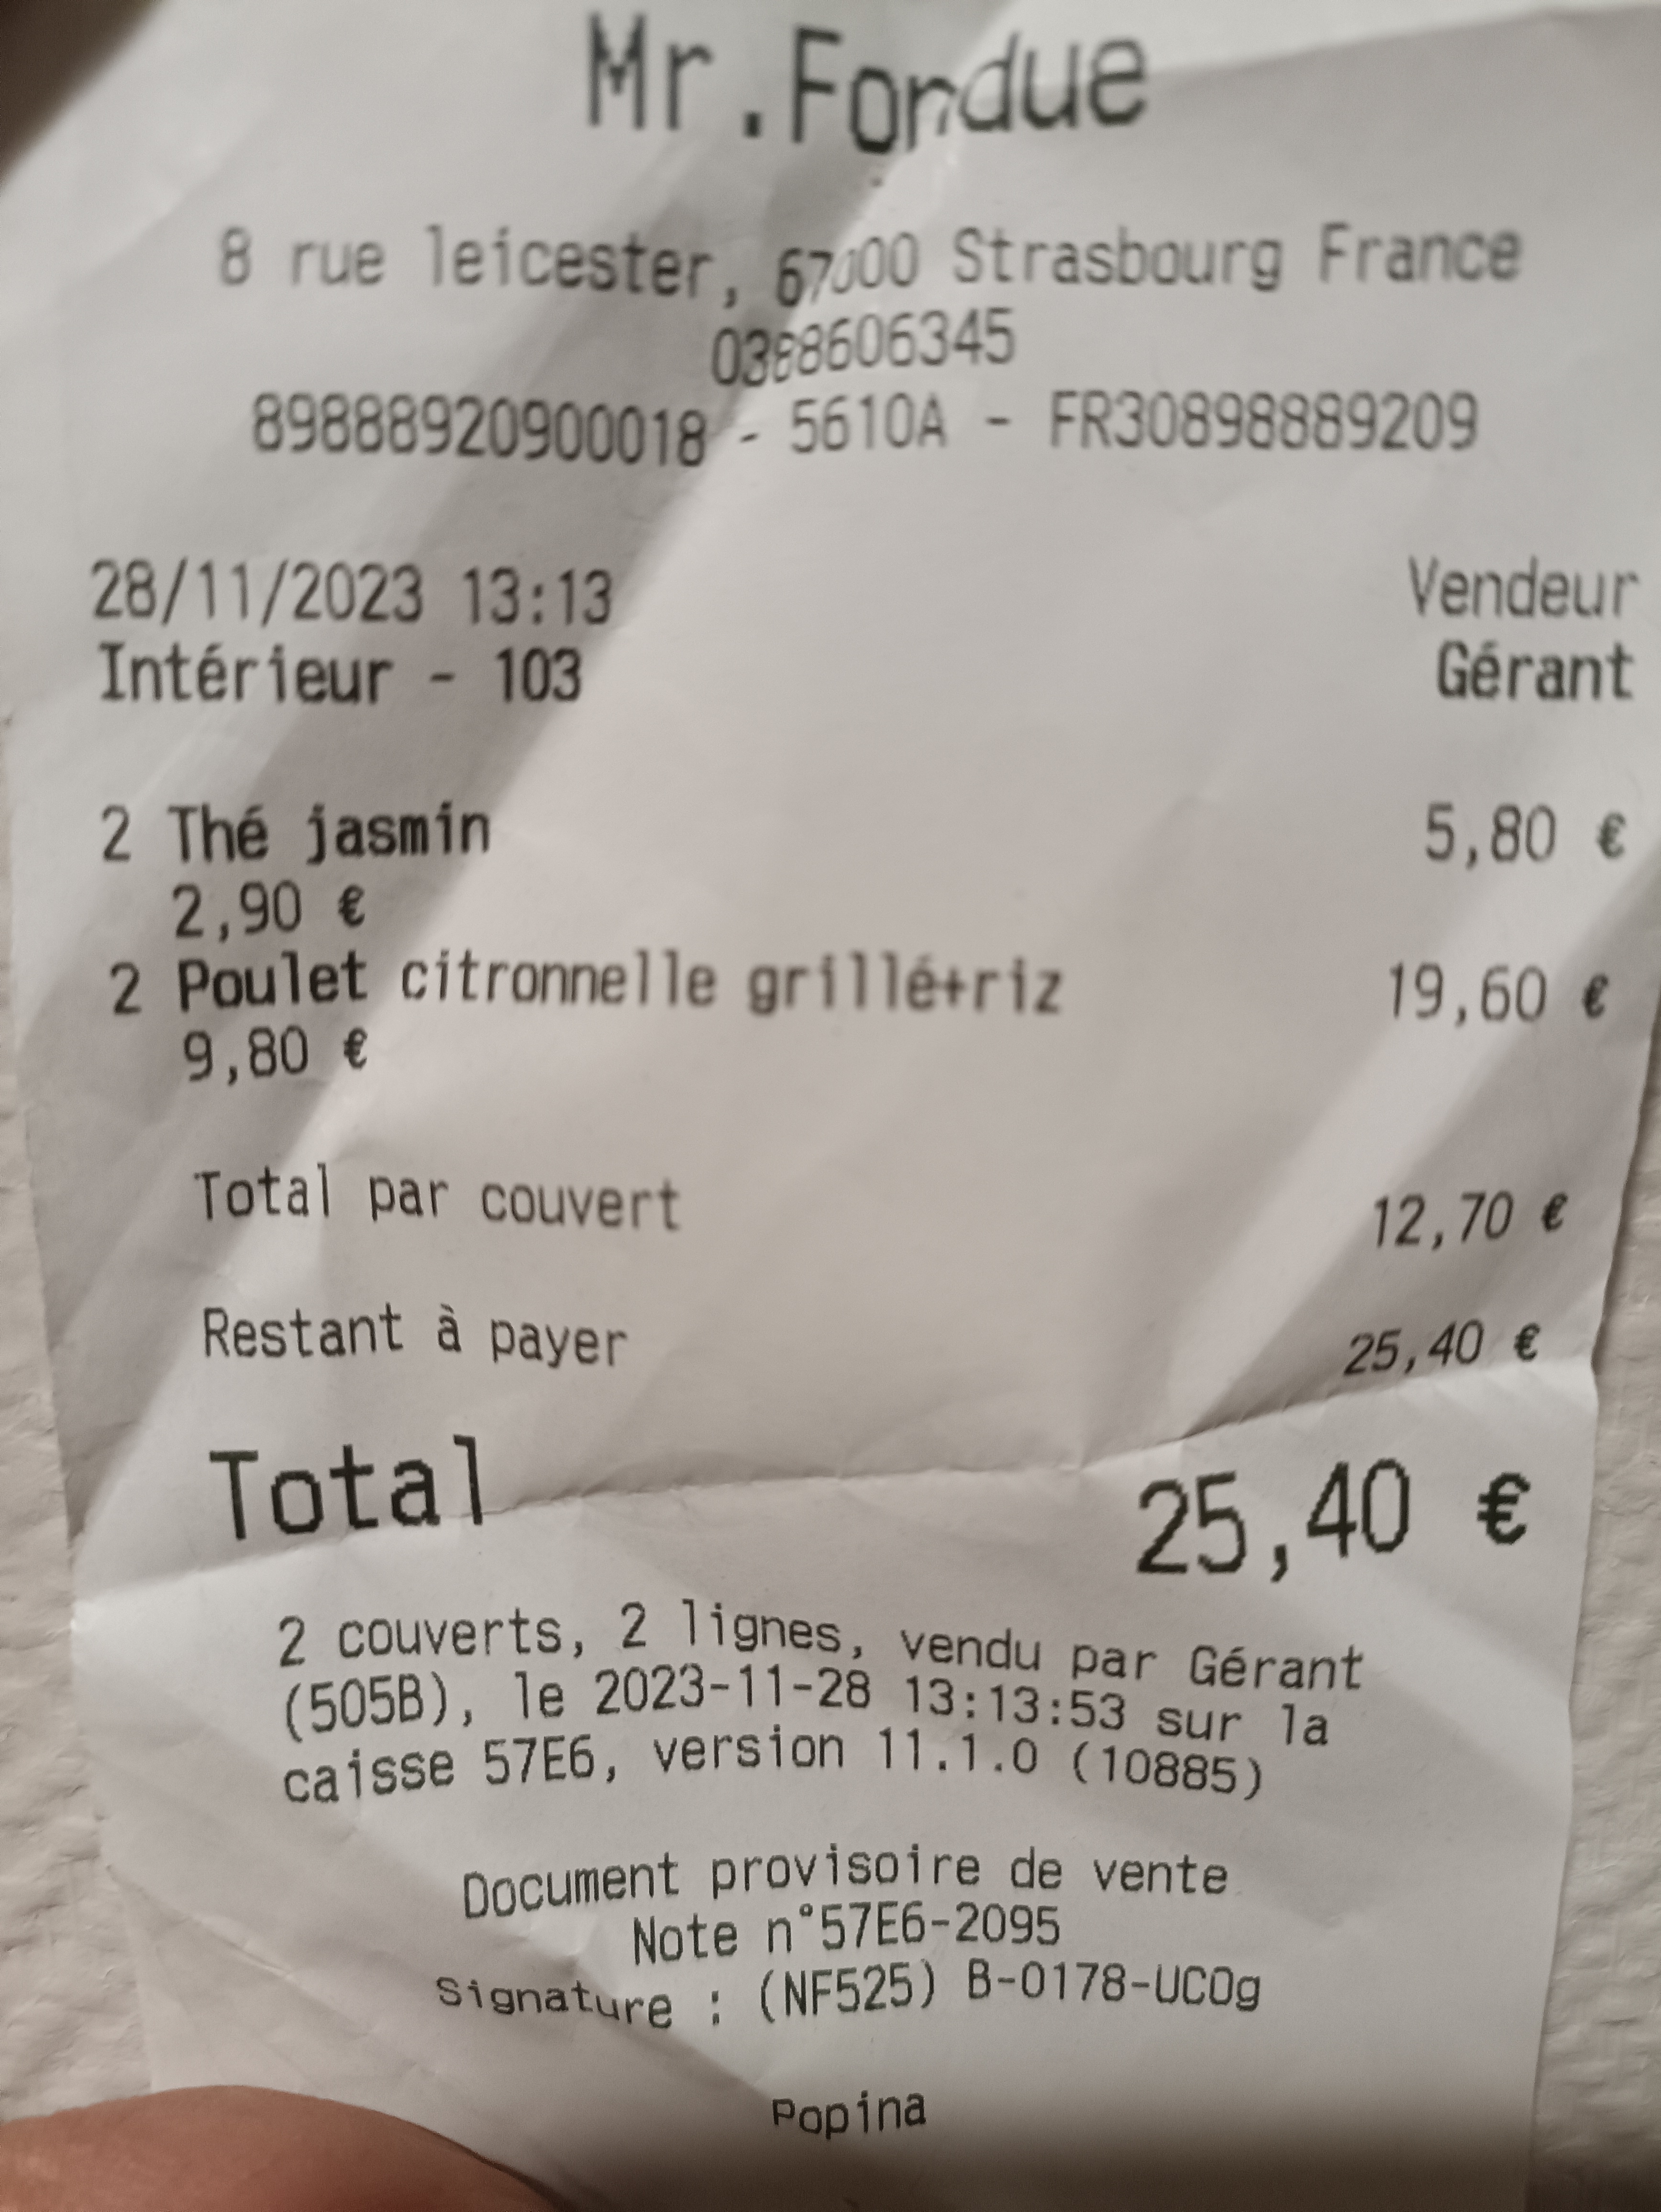 Mr.Fondue
8 rue leicester, 67000 Strasbourg France
0388606345
89888920900018 - 5610A - FR30898889209
28/11/2023 13:13 Vendeur
Intérieur - 103 Gérant
2 Thé jasmin 5,80 €
2,90 €
2 Poulet citronnelle grillé+riz 19,60 €
9,80 €
Total par couvert 12,70 €
Restant à payer 25,40 €
Total 25,40 €
2 couverts, 2 lignes, vendu par Gérant
(505B), le 2023-11-28 13:13:53 sur la
caisse 57E6, version 11.1.0 (10885)
Document provisoire de vente
Note n°57E6-2095
Signature : (NF525) B-0178-UCOg
Popina